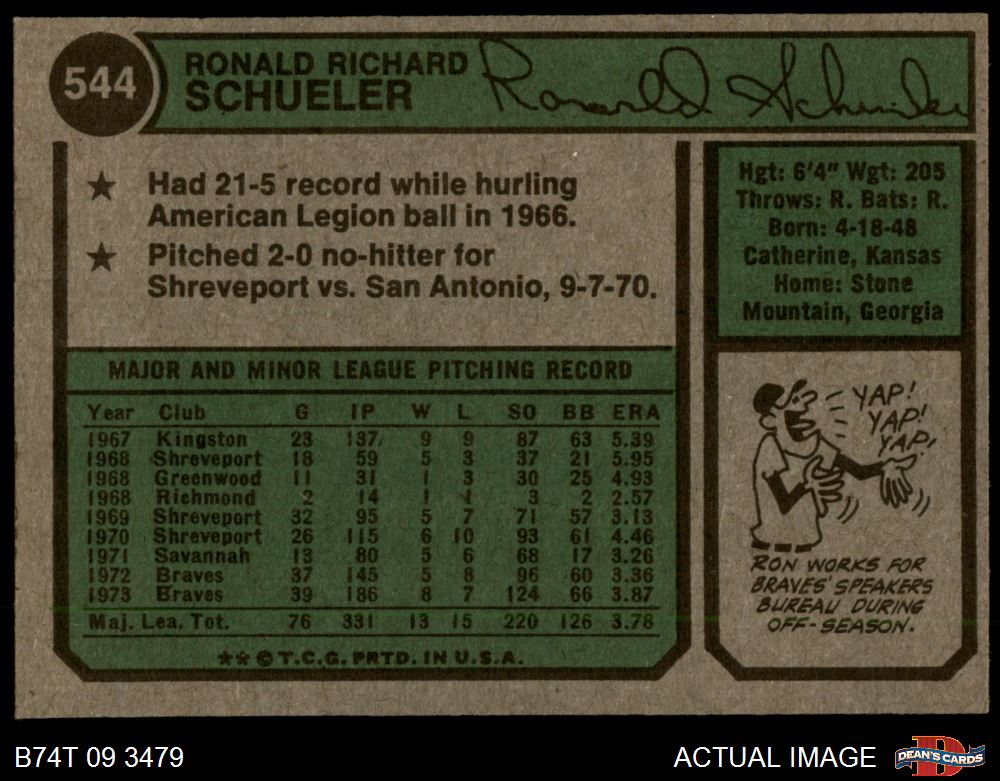 544
RONALD RICHARD
SCHUELER
Ronald Schueler
★ Had 21-5 record while hurling
American Legion ball in 1966.
★ Pitched 2-0 no-hitter for
Shreveport vs. San Antonio, 9-7-70.
Hgt: 6'4" Wgt: 205
Throws: R. Bats: R.
Born: 4-18-48
Catherine, Kansas
Home: Stone
Mountain, Georgia
MAJOR AND MINOR LEAGUE PITCHING RECORD
Year Club G IP W L SO BB ERA
1967 Kingston 23 137 9 9 87 63 5.39
1968 Shreveport 18 59 5 3 37 21 5.95
1968 Greenwood 11 31 1 3 30 25 4.93
1968 Richmond 2 14 1 1 3 2 2.57
1969 Shreveport 32 95 5 7 71 57 3.13
1970 Shreveport 26 115 6 10 93 61 4.46
1971 Savannah 13 80 5 6 68 17 3.26
1972 Braves 37 145 5 8 96 60 3.36
1973 Braves 39 186 8 7 124 66 3.87
Maj. Lea. Tot. 76 331 13 15 220 126 3.78
★★ © T.C.G. PRTD. IN U.S.A.
YAP!
YAP!
YAP!
RON WORKS FOR
BRAVES' SPEAKERS
BUREAU DURING
OFF-SEASON.
B74T 09 3479
ACTUAL IMAGE
D
DEAN'S CARDS